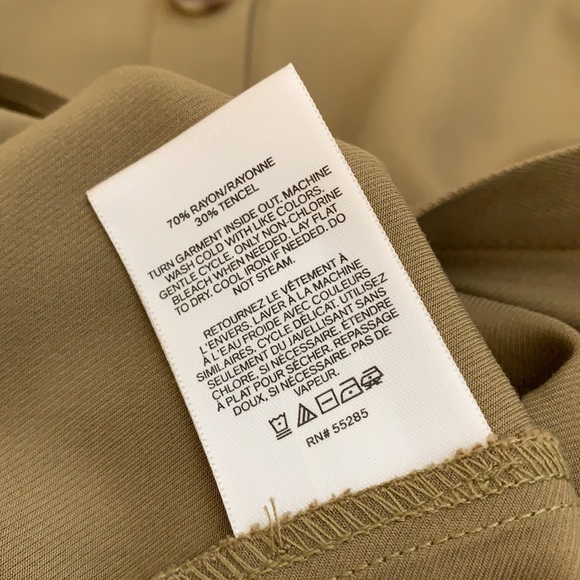 70% RAYON/RAYONNE
30% TENCEL
TURN GARMENT INSIDE OUT. MACHINE
WASH COLD WITH LIKE COLORS,
GENTLE CYCLE. ONLY NON-CHLORINE
BLEACH WHEN NEEDED. LAY FLAT
TO DRY. COOL IRON IF NEEDED. DO
NOT STEAM.
RETOURNEZ LE VÊTEMENT À
L'ENVERS, LAVER À LA MACHINE
À L'EAU FROIDE AVEC COULEURS
SIMILAIRES, CYCLE DÉLICAT. UTILISEZ
SEULEMENT DU JAVELLISANT SANS
CHLORE, SI NÉCESSAIRE. ÉTENDRE
À PLAT POUR SÉCHER. REPASSAGE
DOUX, SI NÉCESSAIRE. PAS DE
VAPEUR.
RN# 55285